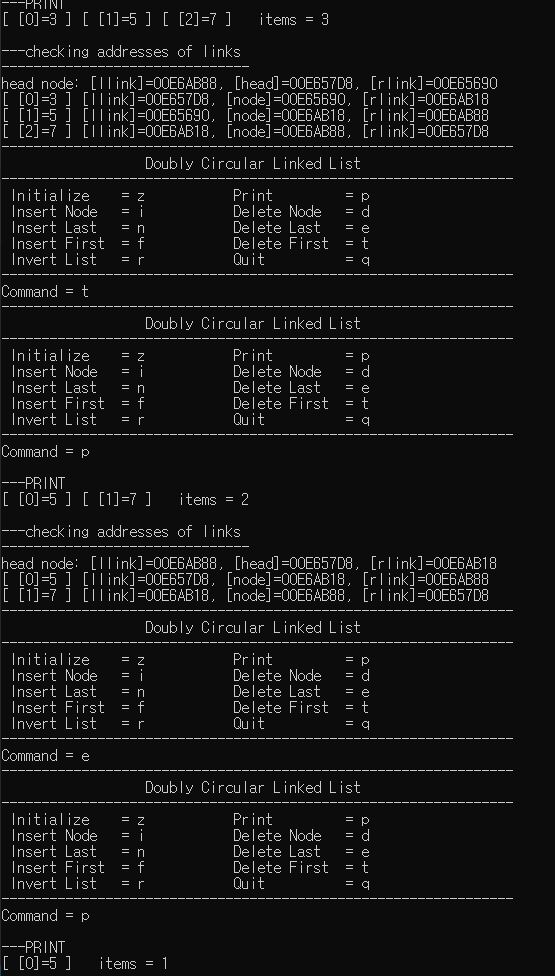 ---PRINT
[ [0]=3 ] [ [1]=5 ] [ [2]=7 ]   items = 3
---checking addresses of links
---------------------------
head node: [llink]=00E6AB88, [head]=00E657D8, [rlink]=00E65690
[ [0]=3 ] [llink]=00E657D8, [node]=00E65690, [rlink]=00E6AB18
[ [1]=5 ] [llink]=00E65690, [node]=00E6AB18, [rlink]=00E6AB88
[ [2]=7 ] [llink]=00E6AB18, [node]=00E6AB88, [rlink]=00E657D8
----------------------------------------------------------------
Doubly Circular Linked List
----------------------------------------------------------------
Initialize   = z          Print        = p
Insert Node  = i          Delete Node  = d
Insert Last  = n          Delete Last  = e
Insert First = f          Delete First = t
Invert List  = r          Quit         = q
----------------------------------------------------------------
Command = t
----------------------------------------------------------------
Doubly Circular Linked List
----------------------------------------------------------------
Initialize   = z          Print        = p
Insert Node  = i          Delete Node  = d
Insert Last  = n          Delete Last  = e
Insert First = f          Delete First = t
Invert List  = r          Quit         = q
----------------------------------------------------------------
Command = p
---PRINT
[ [0]=5 ] [ [1]=7 ]   items = 2
---checking addresses of links
---------------------------
head node: [llink]=00E6AB88, [head]=00E657D8, [rlink]=00E6AB18
[ [0]=5 ] [llink]=00E657D8, [node]=00E6AB18, [rlink]=00E6AB88
[ [1]=7 ] [llink]=00E6AB18, [node]=00E6AB88, [rlink]=00E657D8
----------------------------------------------------------------
Doubly Circular Linked List
----------------------------------------------------------------
Initialize   = z          Print        = p
Insert Node  = i          Delete Node  = d
Insert Last  = n          Delete Last  = e
Insert First = f          Delete First = t
Invert List  = r          Quit         = q
----------------------------------------------------------------
Command = e
----------------------------------------------------------------
Doubly Circular Linked List
----------------------------------------------------------------
Initialize   = z          Print        = p
Insert Node  = i          Delete Node  = d
Insert Last  = n          Delete Last  = e
Insert First = f          Delete First = t
Invert List  = r          Quit         = q
----------------------------------------------------------------
Command = p
---PRINT
[ [0]=5 ]   items = 1